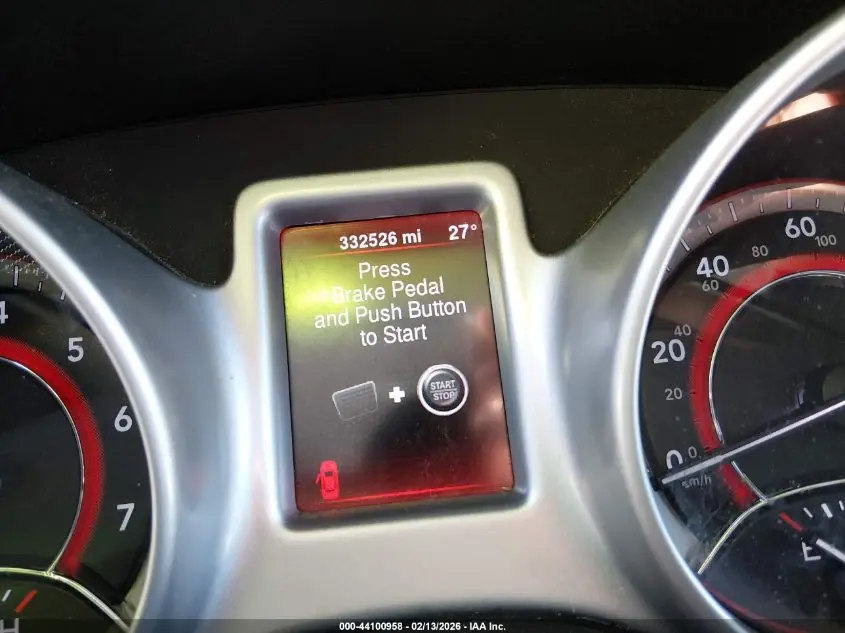 332526 mi 27°
Press
Brake Pedal
and Push Button
to Start
START
STOP
4
5
6
7
H
60
100
80
40
60
40
20
20
0
0
E
000-44100958 - 02/13/2026 - IAA Inc.